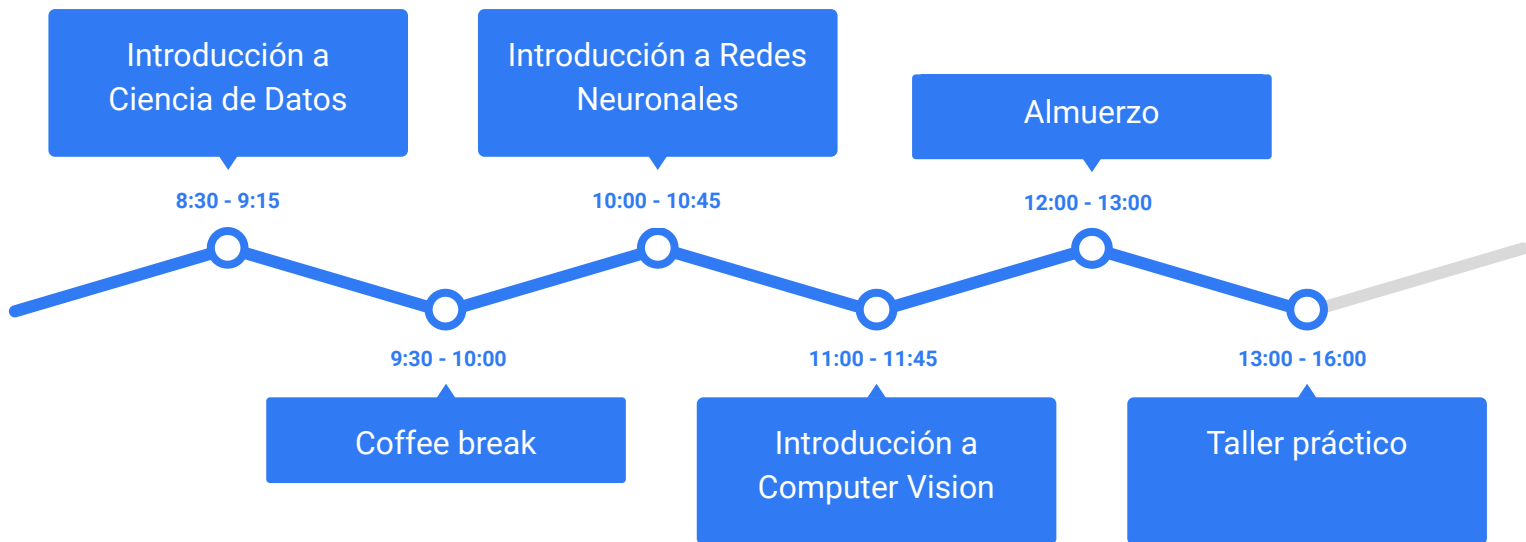 Introducción a
Ciencia de Datos
8:30 - 9:15
9:30 - 10:00
Coffee break
Introducción a Redes
Neuronales
10:00 - 10:45
11:00 - 11:45
Introducción a
Computer Vision
Almuerzo
12:00 - 13:00
13:00 - 16:00
Taller práctico